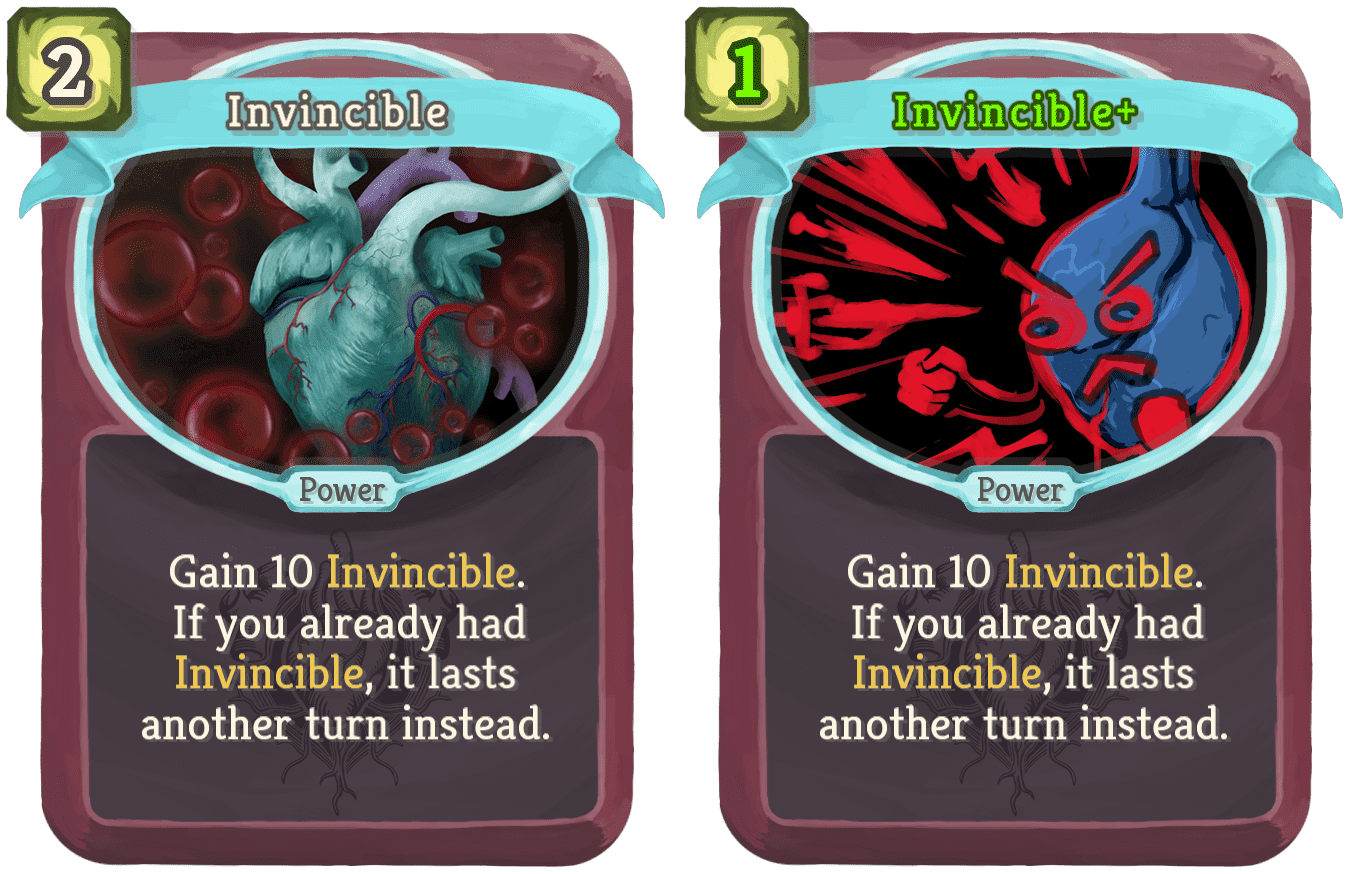 2
Invincible
Power
Gain 10 Invincible.
If you already had
Invincible, it lasts
another turn instead.
1
Invincible+
Power
Gain 10 Invincible.
If you already had
Invincible, it lasts
another turn instead.